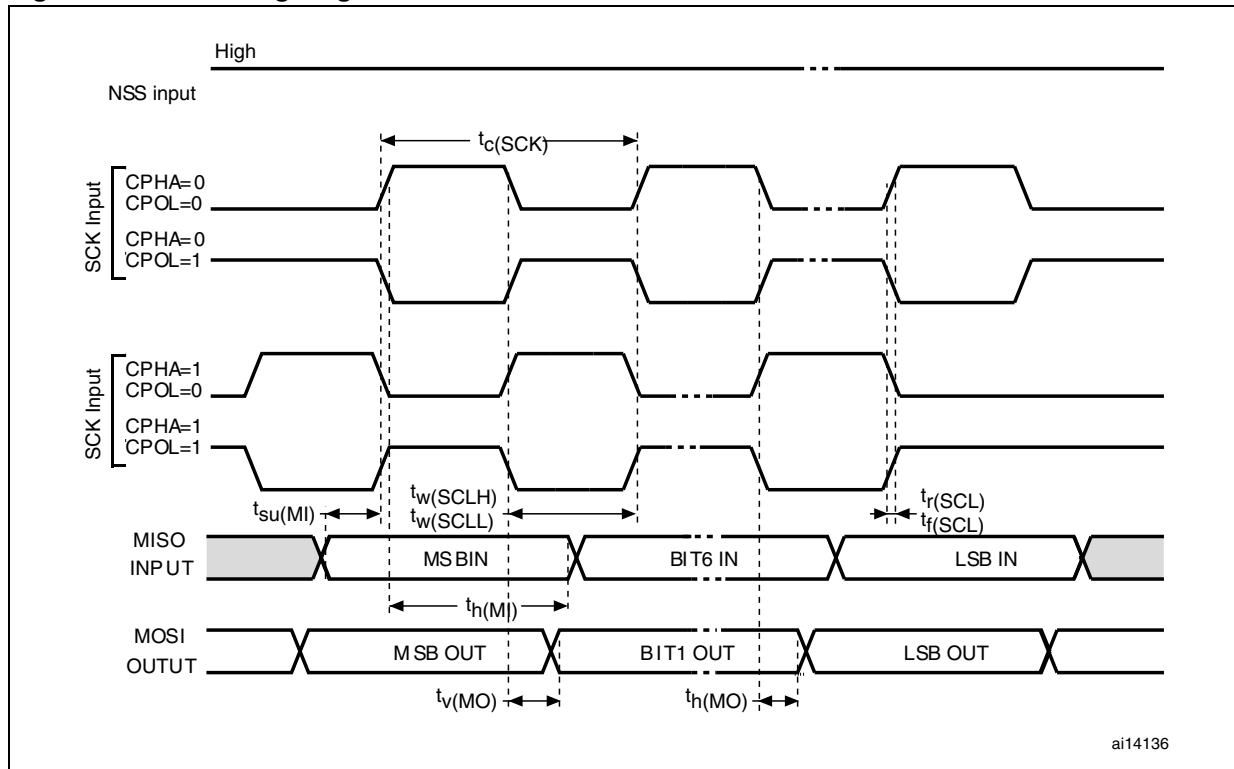 High
NSS input
tc(SCK)
SCK Input
CPHA=0
CPOL=0
CPHA=0
CPOL=1
SCK Input
CPHA=1
CPOL=0
CPHA=1
CPOL=1
tsu(MI)
tw(SCLH)
tw(SCLL)
tr(SCL)
tf(SCL)
MISO
INPUT
MSBIN
BIT6 IN
LSB IN
th(MI)
MOSI
OUTUT
MSB OUT
BIT1 OUT
LSB OUT
tv(MO)
th(MO)
ai14136